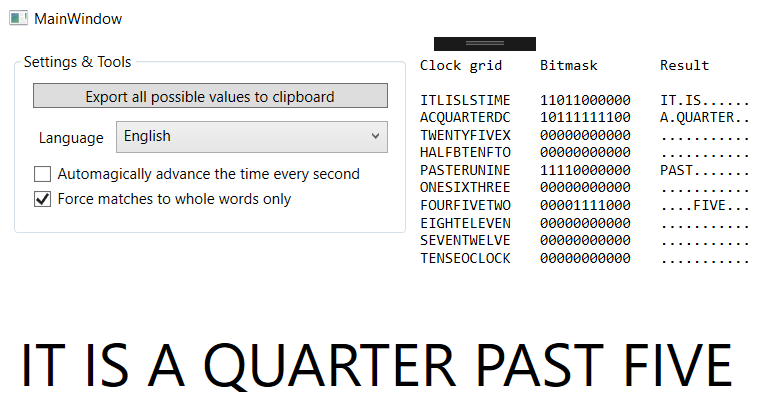 MainWindow
Settings & Tools
Export all possible values to clipboard
Language English
Automagically advance the time every second
Force matches to whole words only
Clock grid Bitmask Result
ITLISLSTIME 11011000000 IT.IS......
ACQUARTERDC 10111111100 A.QUARTER..
TWENTYFIVEX 00000000000 ...........
HALFBTENFTO 00000000000 ...........
PASTERUNINE 11110000000 PAST.......
ONESIXTHREE 00000000000 ...........
FOURFIVETWO 00001111000 ....FIVE...
EIGHTELEVEN 00000000000 ...........
SEVENTWELVE 00000000000 ...........
TENSEOCLOCK 00000000000 ...........
IT IS A QUARTER PAST FIVE